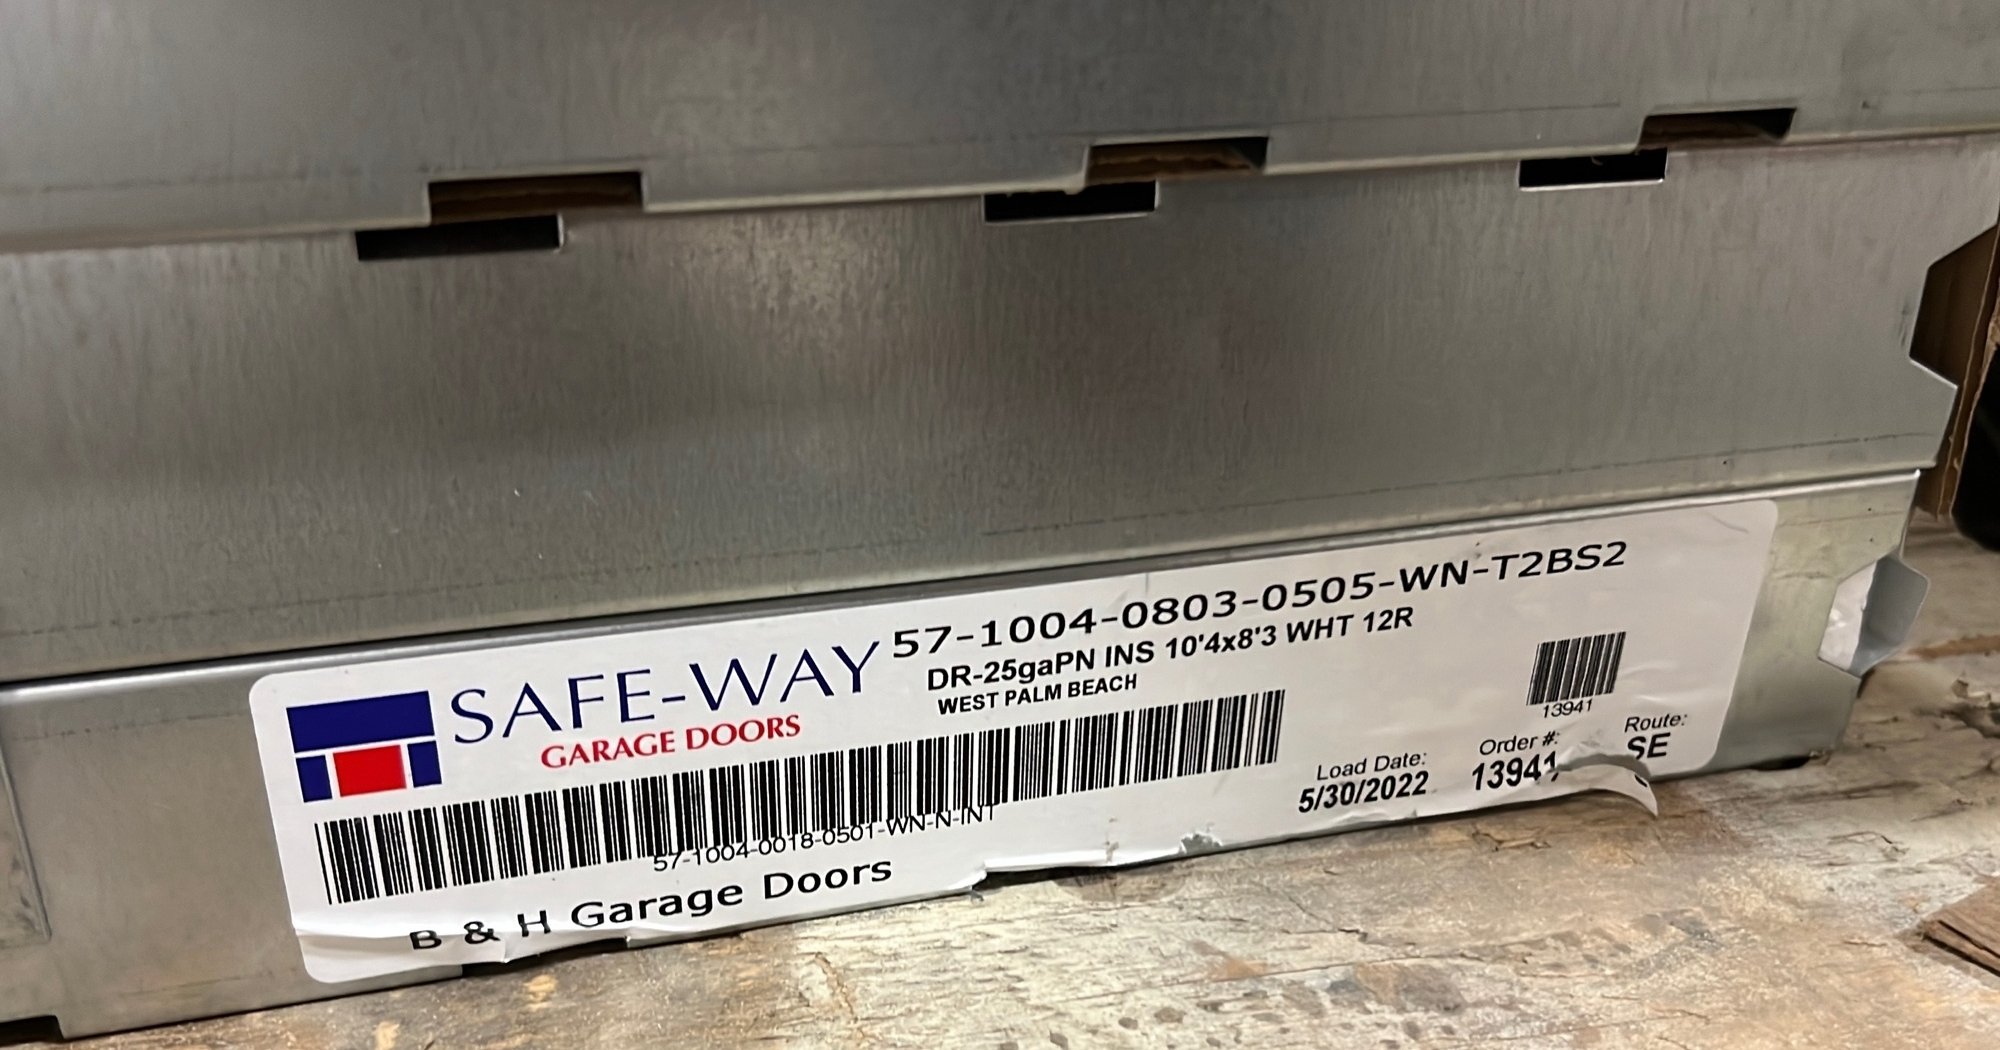 SAFE-WAY
GARAGE DOORS
57-1004-0803-0505-WN-T2BS2
DR-25gaPN INS 10'4x8'3 WHT 12R
WEST PALM BEACH
57-1004-0018-0501-WN-N-INT
B & H Garage Doors
13941
Load Date:
5/30/2022
Order #:
13941
Route:
SE